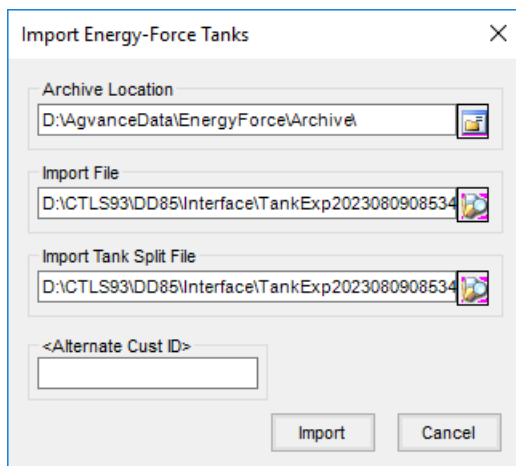 Import Energy-Force Tanks
Archive Location
D:\AgvanceData\EnergyForce\Archive\
Import File
D:\CTLS93\DD85\Interface\TankExp2023080908534
Import Tank Split File
D:\CTLS93\DD85\Interface\TankExp2023080908534
<Alternate Cust ID>
Import Cancel